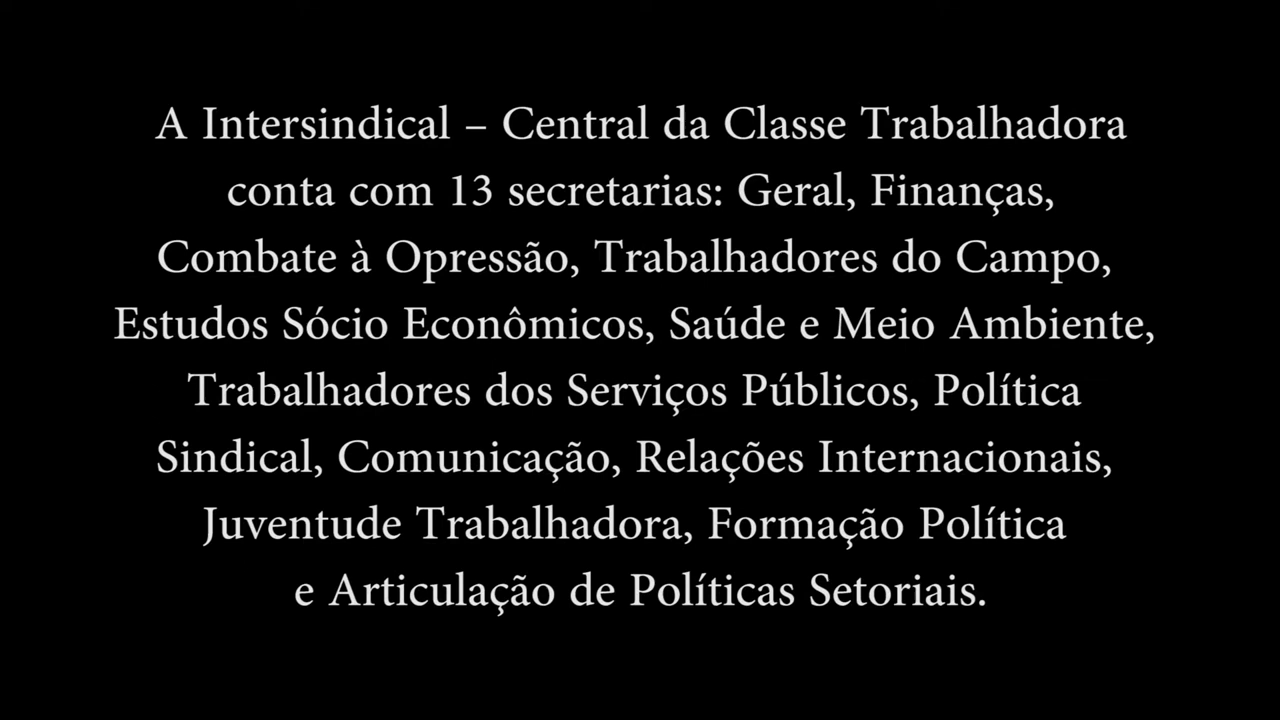 A Intersindical – Central da Classe Trabalhadora
conta com 13 secretarias: Geral, Finanças,
Combate à Opressão, Trabalhadores do Campo,
Estudos Sócio Econômicos, Saúde e Meio Ambiente,
Trabalhadores dos Serviços Públicos, Política
Sindical, Comunicação, Relações Internacionais,
Juventude Trabalhadora, Formação Política
e Articulação de Políticas Setoriais.